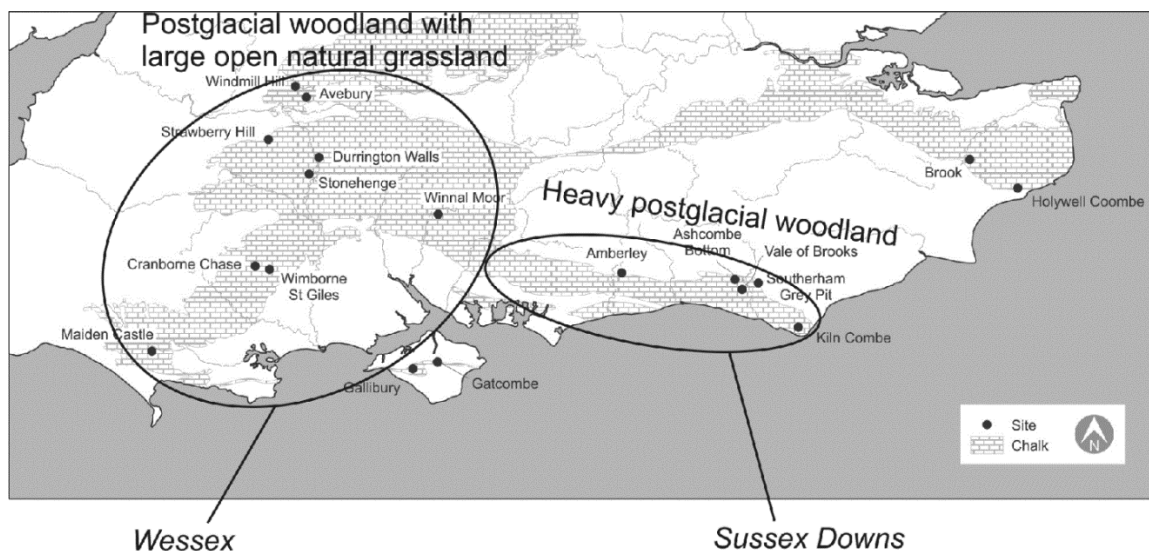 Postglacial woodland with
large open natural grassland
Windmill Hill
Avebury
Strawberry Hill
Durrington Walls
Stonehenge
Winnal Moor
Cranborne Chase
Wimborne
St Giles
Maiden Castle
Gallibury
Gatcombe
Heavy postglacial woodland
Amberley
Ashcombe
Bottom
Vale of Brooks
Southerham
Grey Pit
Kiln Combe
Brook
Holywell Coombe
Site
Chalk
N
Wessex
Sussex Downs